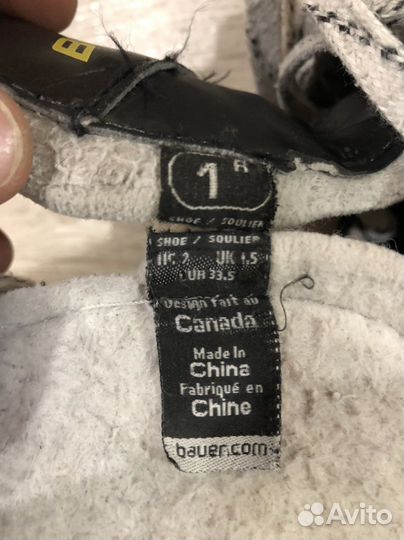 B
1 R
SHOE / SOULIER
SHOE / SOULIER
US 2 UK 1.5
EUR 33.5
Design fait au
Canada
Made In
China
Fabriqué en
Chine
bauer.com
Avito